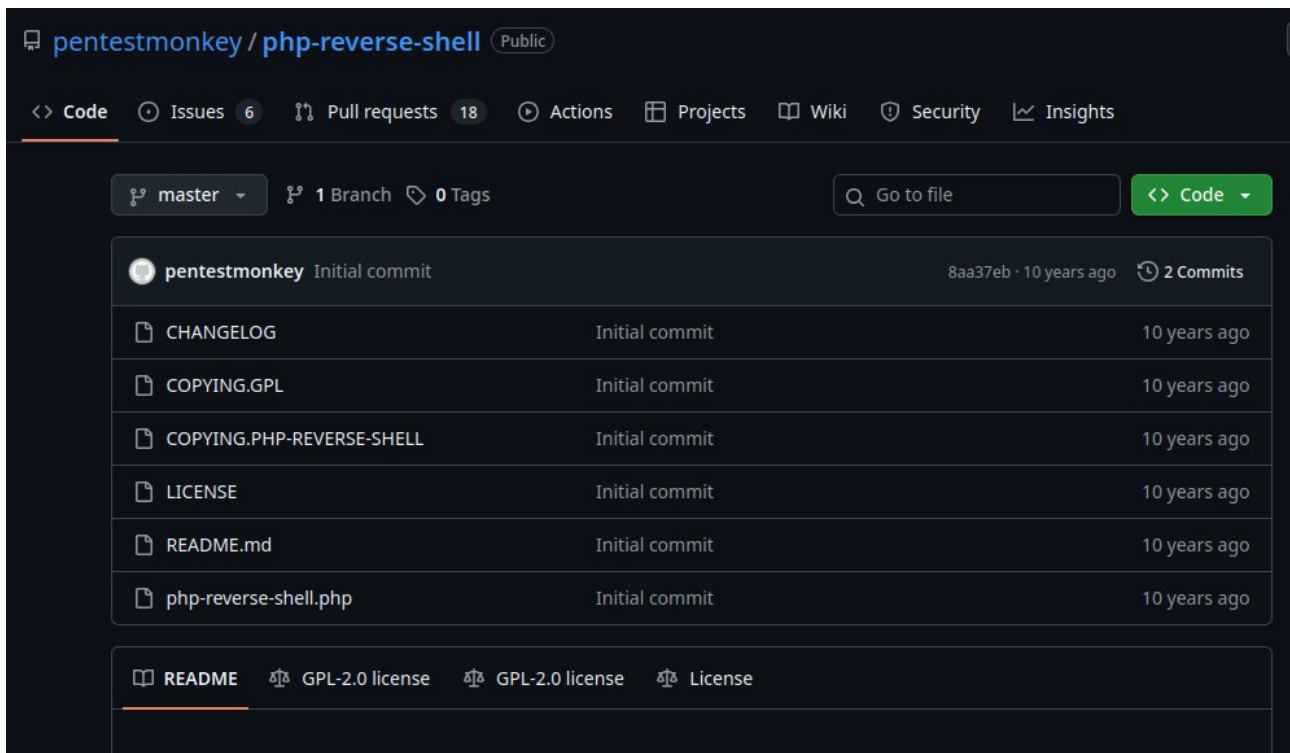 pentestmonkey / php-reverse-shell Public
Code Issues 6 Pull requests 18 Actions Projects Wiki Security Insights
master 1 Branch 0 Tags Go to file Code
pentestmonkey Initial commit 8aa37eb · 10 years ago 2 Commits
CHANGELOG Initial commit 10 years ago
COPYING.GPL Initial commit 10 years ago
COPYING.PHP-REVERSE-SHELL Initial commit 10 years ago
LICENSE Initial commit 10 years ago
README.md Initial commit 10 years ago
php-reverse-shell.php Initial commit 10 years ago
README GPL-2.0 license GPL-2.0 license License